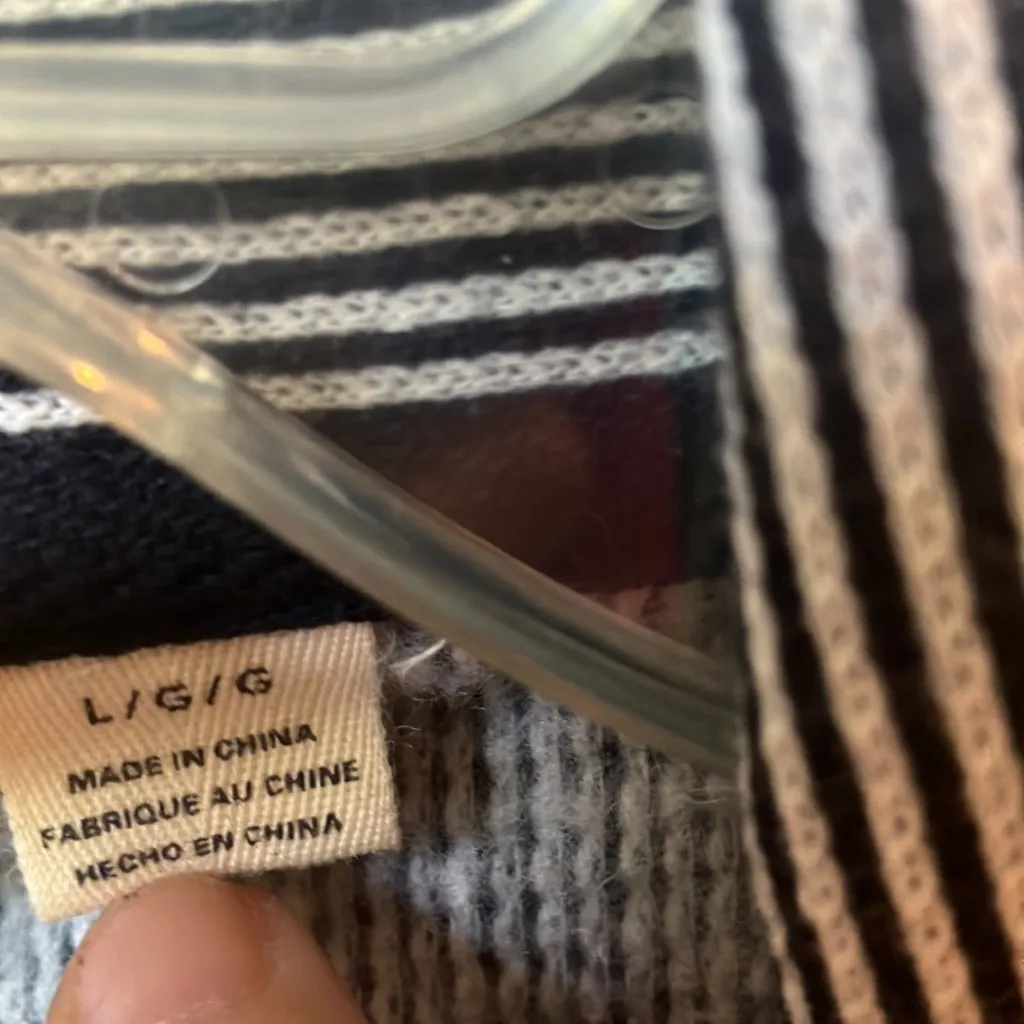 L/G/G
MADE IN CHINA
FABRIQUE AU CHINE
HECHO EN CHINA